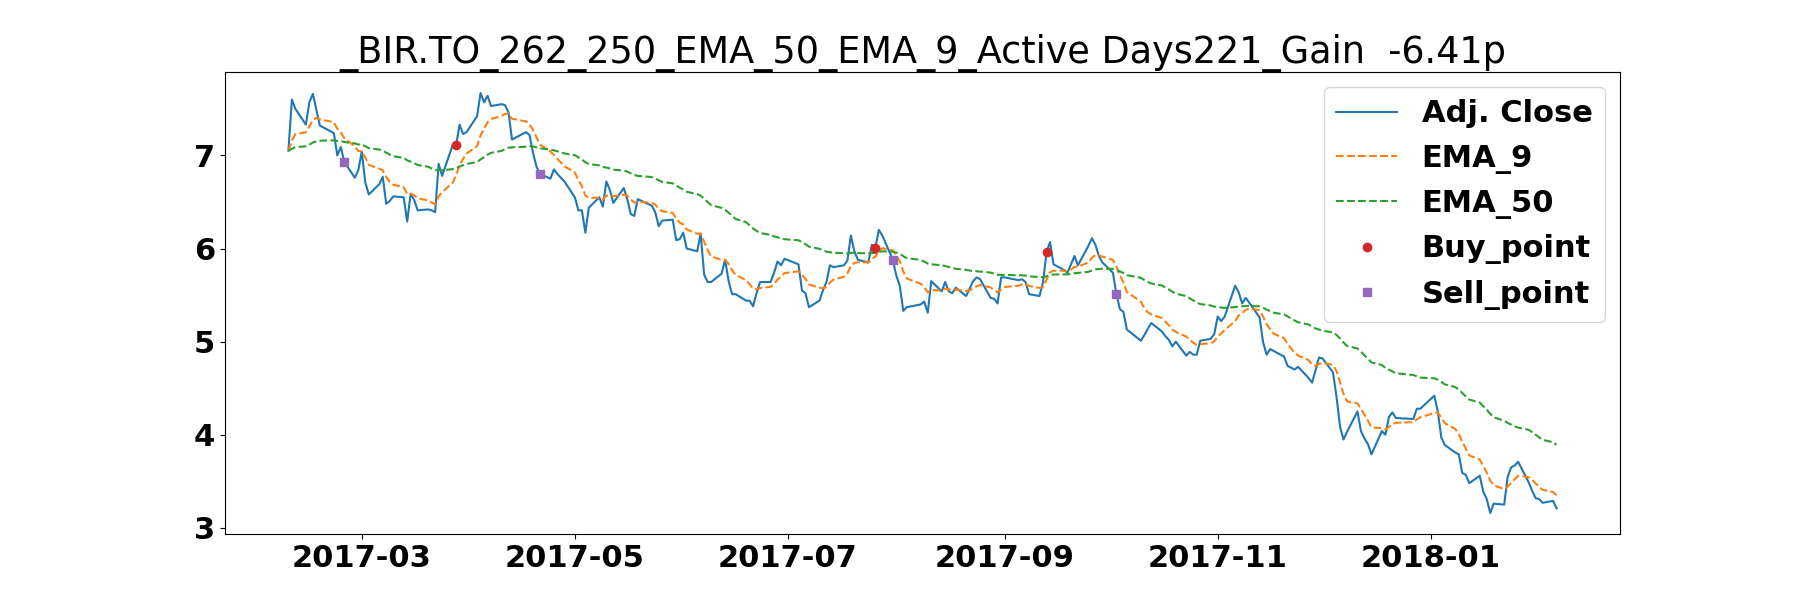 _BIR.TO_262_250_EMA_50_EMA_9_Active Days221_Gain  -6.41p
Adj. Close
EMA_9
EMA_50
Buy_point
Sell_point
7
6
5
4
3
2017-03
2017-05
2017-07
2017-09
2017-11
2018-01